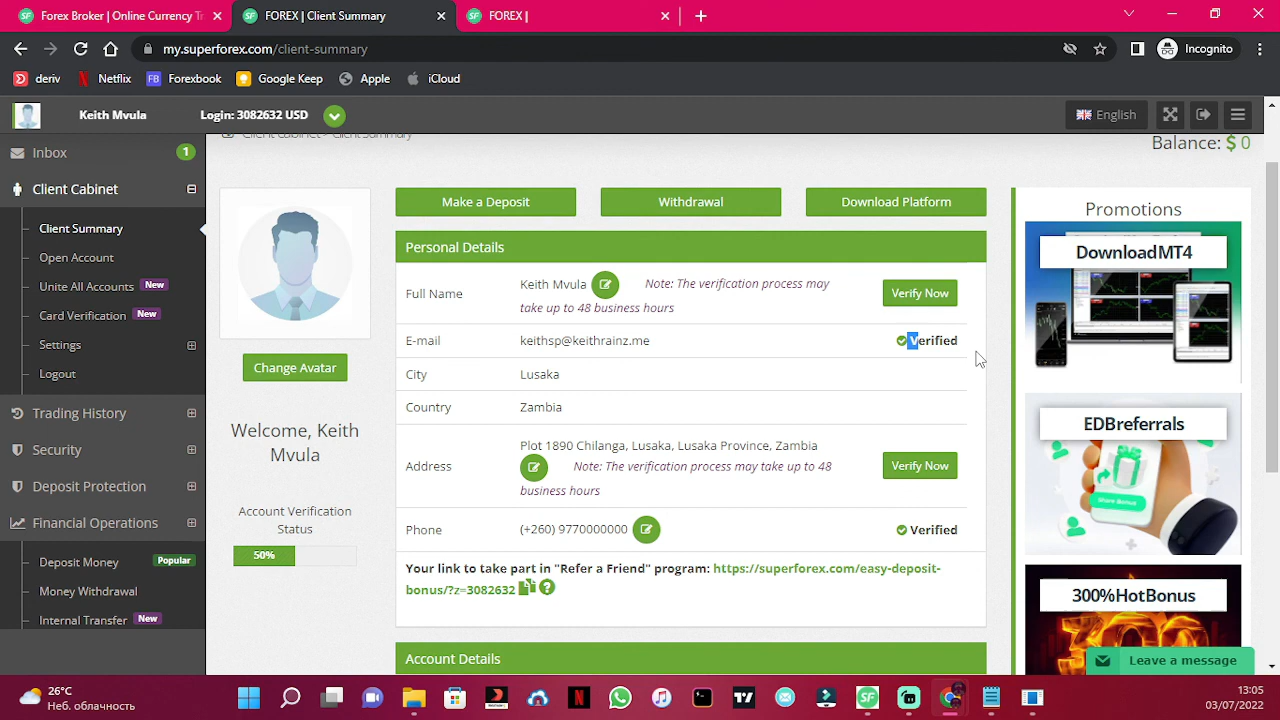 Forex Broker | Online Currency Tr
FOREX | Client Summary
FOREX |
my.superforex.com/client-summary
Incognito
deriv
Netflix
FB
Forexbook
Google Keep
Apple
iCloud
Keith Mvula
Login: 3082632 USD
English
Client Cabinet > Client Summary
Balance: $ 0
Inbox
1
Client Cabinet
Client Summary
Open Account
Unite All Accounts New
Card Verification New
Settings
Logout
Trading History
Security
Deposit Protection
Financial Operations
Deposit Money Popular
Money Withdrawal
Internal Transfer New
Change Avatar
Welcome, Keith
Mvula
Account Verification
Status
50%
Make a Deposit
Withdrawal
Download Platform
Personal Details
Full Name
Keith Mvula Note: The verification process may
take up to 48 business hours
Verify Now
E-mail
keithsp@keithrainz.me
Verified
City
Lusaka
Country
Zambia
Address
Plot 1890 Chilanga, Lusaka, Lusaka Province, Zambia
Note: The verification process may take up to 48
business hours
Verify Now
Phone
(+260) 9770000000
Verified
Your link to take part in "Refer a Friend" program: https://superforex.com/easy-deposit-
bonus/?z=3082632
Account Details
Promotions
DownloadMT4
EDBreferrals
Share Bonus
300%HotBonus
Leave a message
26°C
Нeб. облачность
13:05
03/07/2022